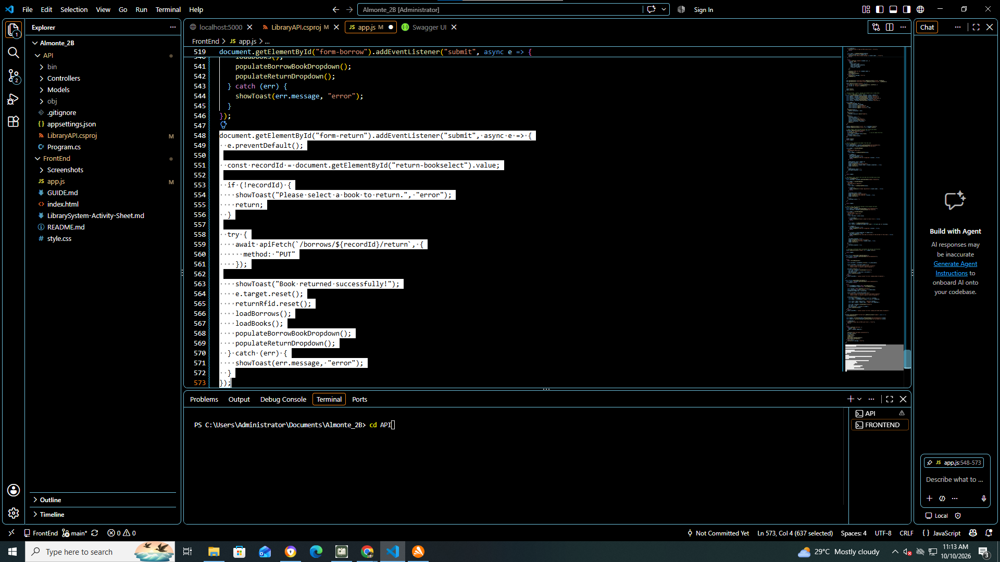 File Edit Selection View Go Run Terminal Help
Almonte_2B [Administrator]
Sign In
Explorer
Almonte_2B
API
bin
Controllers
Models
obj
.gitignore
appsettings.json
LibraryAPI.csproj M
Program.cs
FrontEnd
Screenshots
JS app.js M
GUIDE.md
index.html
LibrarySystem-Activity-Sheet.md
README.md
style.css
Outline
Timeline
localhost:5000
LibraryAPI.csproj M
JS app.js M
Swagger UI
FrontEnd > JS app.js > ...
519 document.getElementById("form-borrow").addEventListener("submit", async e => {
540 loadBooks();
541 populateBorrowBookDropdown();
542 populateReturnDropdown();
543 } catch (err) {
544 showToast(err.message, "error");
545 }
546 });
547
548 document.getElementById("form-return").addEventListener("submit", async e => {
549 e.preventDefault();
550
551 const recordId = document.getElementById("return-bookselect").value;
552
553 if (!recordId) {
554 showToast("Please select a book to return.", "error");
555 return;
556 }
557
558 try {
559 await apiFetch(`/borrows/${recordId}/return`, {
560 method: "PUT"
561 });
562
563 showToast("Book returned successfully!");
564 e.target.reset();
565 returnRfid.reset();
566 loadBorrows();
567 loadBooks();
568 populateBorrowBookDropdown();
569 populateReturnDropdown();
570 } catch (err) {
571 showToast(err.message, "error");
572 }
573 });
Problems Output Debug Console Terminal Ports
PS C:\Users\Administrator\Documents\Almonte_2B> cd API
API
FRONTEND
Chat
Build with Agent
AI responses may
be inaccurate
Generate Agent
Instructions to
onboard AI onto
your codebase.
JS app.js:548-573
Describe what to ...
Local
FrontEnd main* 0 0
Not Committed Yet Ln 573, Col 4 (637 selected) Spaces: 4 UTF-8 CRLF { } JavaScript
Type here to search
29°C Mostly cloudy
11:13 AM
10/10/2026
3